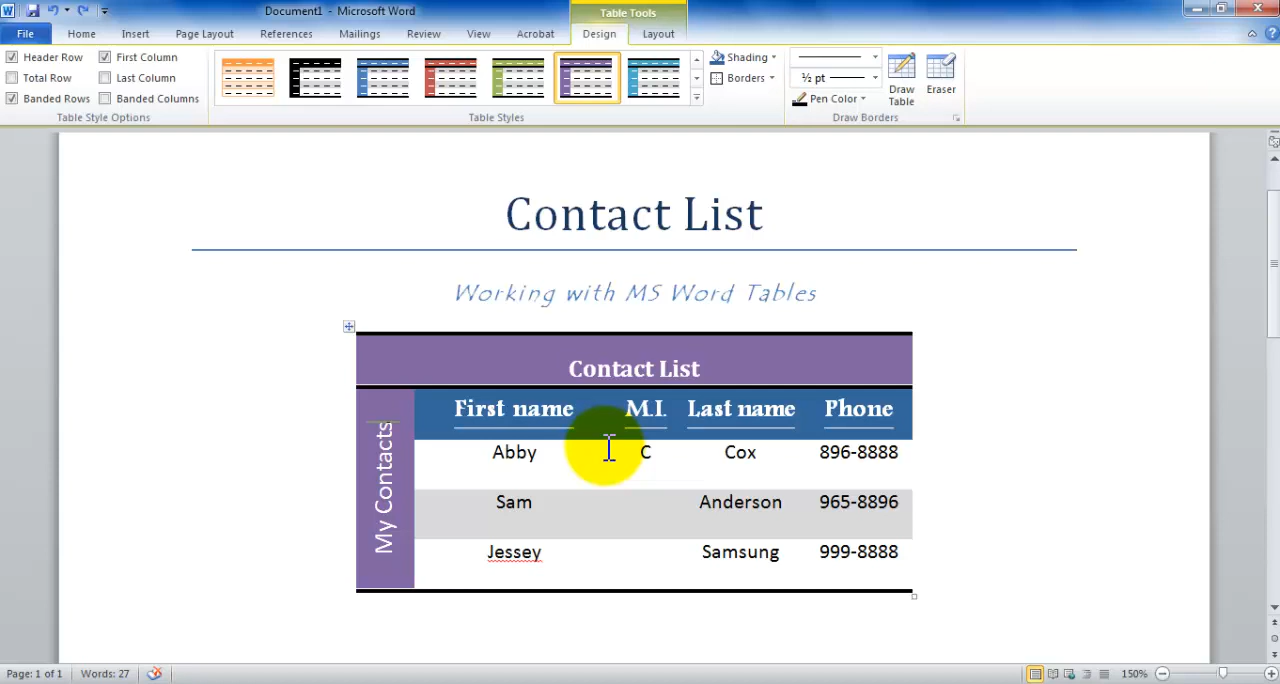 Document1 - Microsoft Word
Table Tools
File Home Insert Page Layout References Mailings Review View Acrobat Design Layout
Header Row First Column
Total Row Last Column
Banded Rows Banded Columns
Shading
Borders
½ pt
Pen Color
Draw Table
Eraser
Table Style Options Table Styles Draw Borders
Contact List
Working with MS Word Tables
Contact List
My Contacts
First name M.I. Last name Phone
Abby C Cox 896-8888
Sam Anderson 965-8896
Jessey Samsung 999-8888
Page: 1 of 1 Words: 27 150%